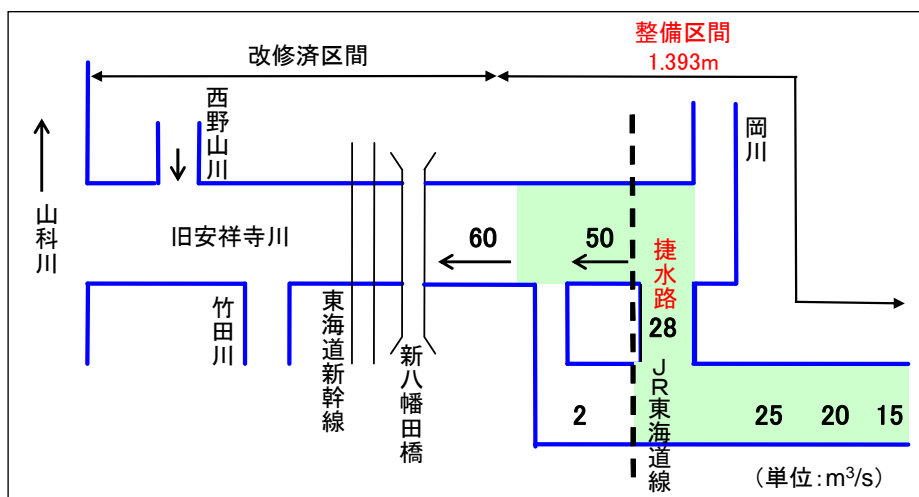 改修済区間
整備区間
1.393m
西野山川
岡川
山科川
旧安祥寺川
60
50
捷水路
28
竹田川
東海道新幹線
新八幡田橋
JR東海道線
2
25
20
15
(単位:m³/s)